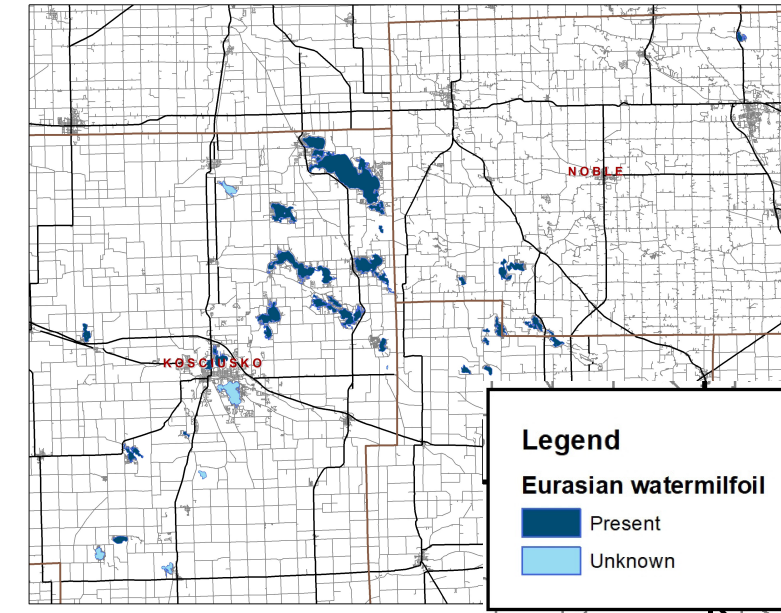 NOBLE
KOSCIUSKO
Legend
Eurasian watermilfoil
Present
Unknown